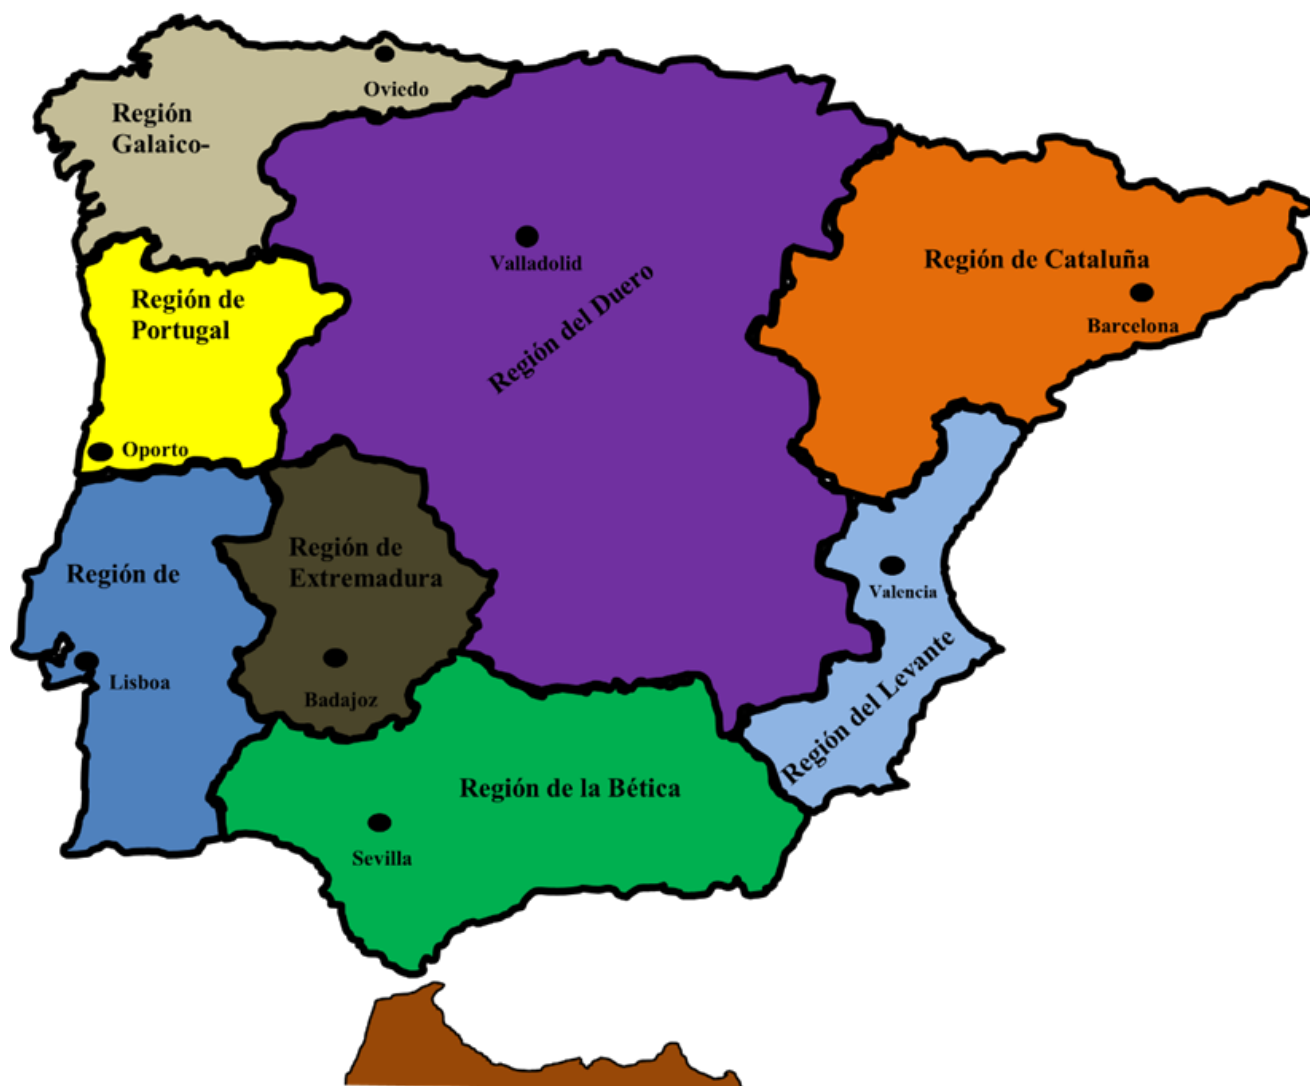 Oviedo
Región
Galaico-
Valladolid
Región del Duero
Región de Cataluña
Barcelona
Región de
Portugal
Oporto
Región de
Extremadura
Región de
Lisboa
Badajoz
Valencia
Región del Levante
Región de la Bética
Sevilla